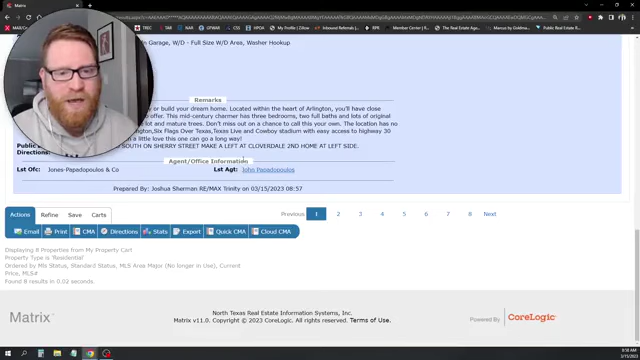 Matrix
h Garage, W/D - Full Size W/D Area, Washer Hookup
Remarks
or build your dream home. Located within the heart of Arlington, you'll have close
offer. This mid-century charmer has three bedrooms, two full baths and lots of original
lot and mature trees. Don't miss out on a chance to call this your own. The location has no
ton,Six Flags Over Texas,Texas Live and Cowboy stadium with easy access to highway 30
a little love this one can go a long way!
Public
SOUTH ON SHERRY STREET MAKE A LEFT AT CLOVERDALE 2ND HOME AT LEFT SIDE.
Directions:
Agent/Office Information
Lst Ofc: Jones-Papadopoulos & Co Lst Agt: John Papadopoulos
Prepared By: Joshua Sherman RE/MAX Trinity on 03/15/2023 08:57
Actions Refine Save Carts Previous 1 2 3 4 5 6 7 8 Next
Email Print CMA Directions Stats Export Quick CMA Cloud CMA
Displaying 8 Properties from My Property Cart
Property Type is 'Residential'
Ordered by Mls Status, Standard Status, MLS Area Major (No longer in Use), Current
Price, MLS#
Found 8 results in 0.02 seconds.
Matrix
North Texas Real Estate Information Systems, Inc.
Matrix v11.0. Copyright © 2023 CoreLogic. All rights reserved. Terms of Use.
Powered By CoreLogic
8:58 AM
3/15/2023